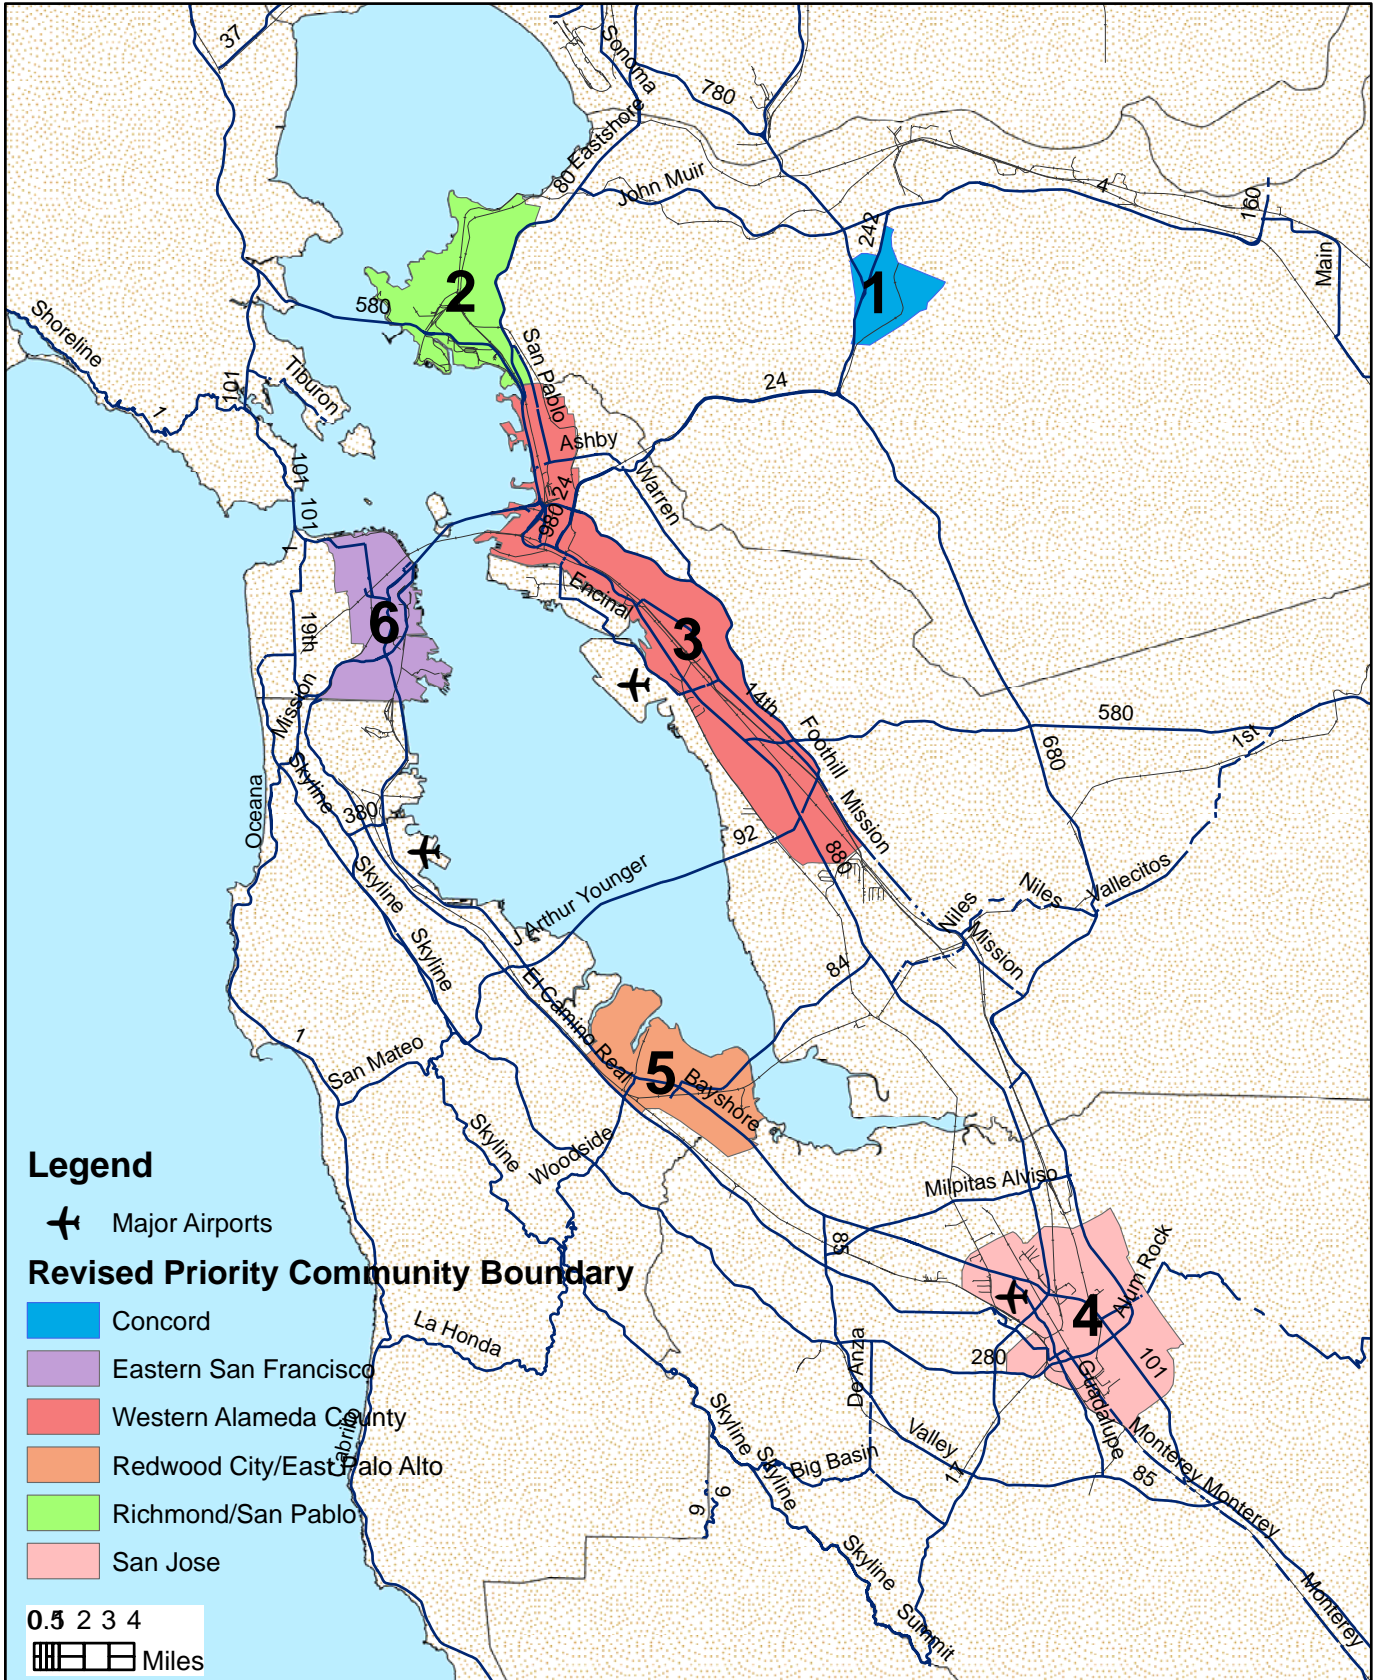 37
Sonoma
780
80 Eastshore
John Muir
4
160
242
Main
1
2
580
Shoreline
San Pablo
Tiburon
101
24
1
Ashby
101
Warren
24
101
980
1
Encinal
6
19th
3
Mission
14th
Foothill
580
1st
680
Skyline
Oceana
380
Mission
92
880
Skyline
J Arthur Younger
Niles
Vallecitos
Niles
Skyline
Mission
84
El Camino Real
1
San Mateo
5
Bayshore
Skyline
Woodside
Legend
Milpitas Alviso
Major Airports
85
Alum Rock
Revised Priority Community Boundary
4
Concord
La Honda
280
101
Eastern San Francisco
De Anza
Guadalupe
Western Alameda County
Cabrillo
Skyline
Valley
Monterey Monterey
Redwood City/East Palo Alto
Skyline
Big Basin
17
85
Richmond/San Pablo
9
9
San Jose
Skyline
Monterey
Summit
0.5 1 2 3 4
Miles